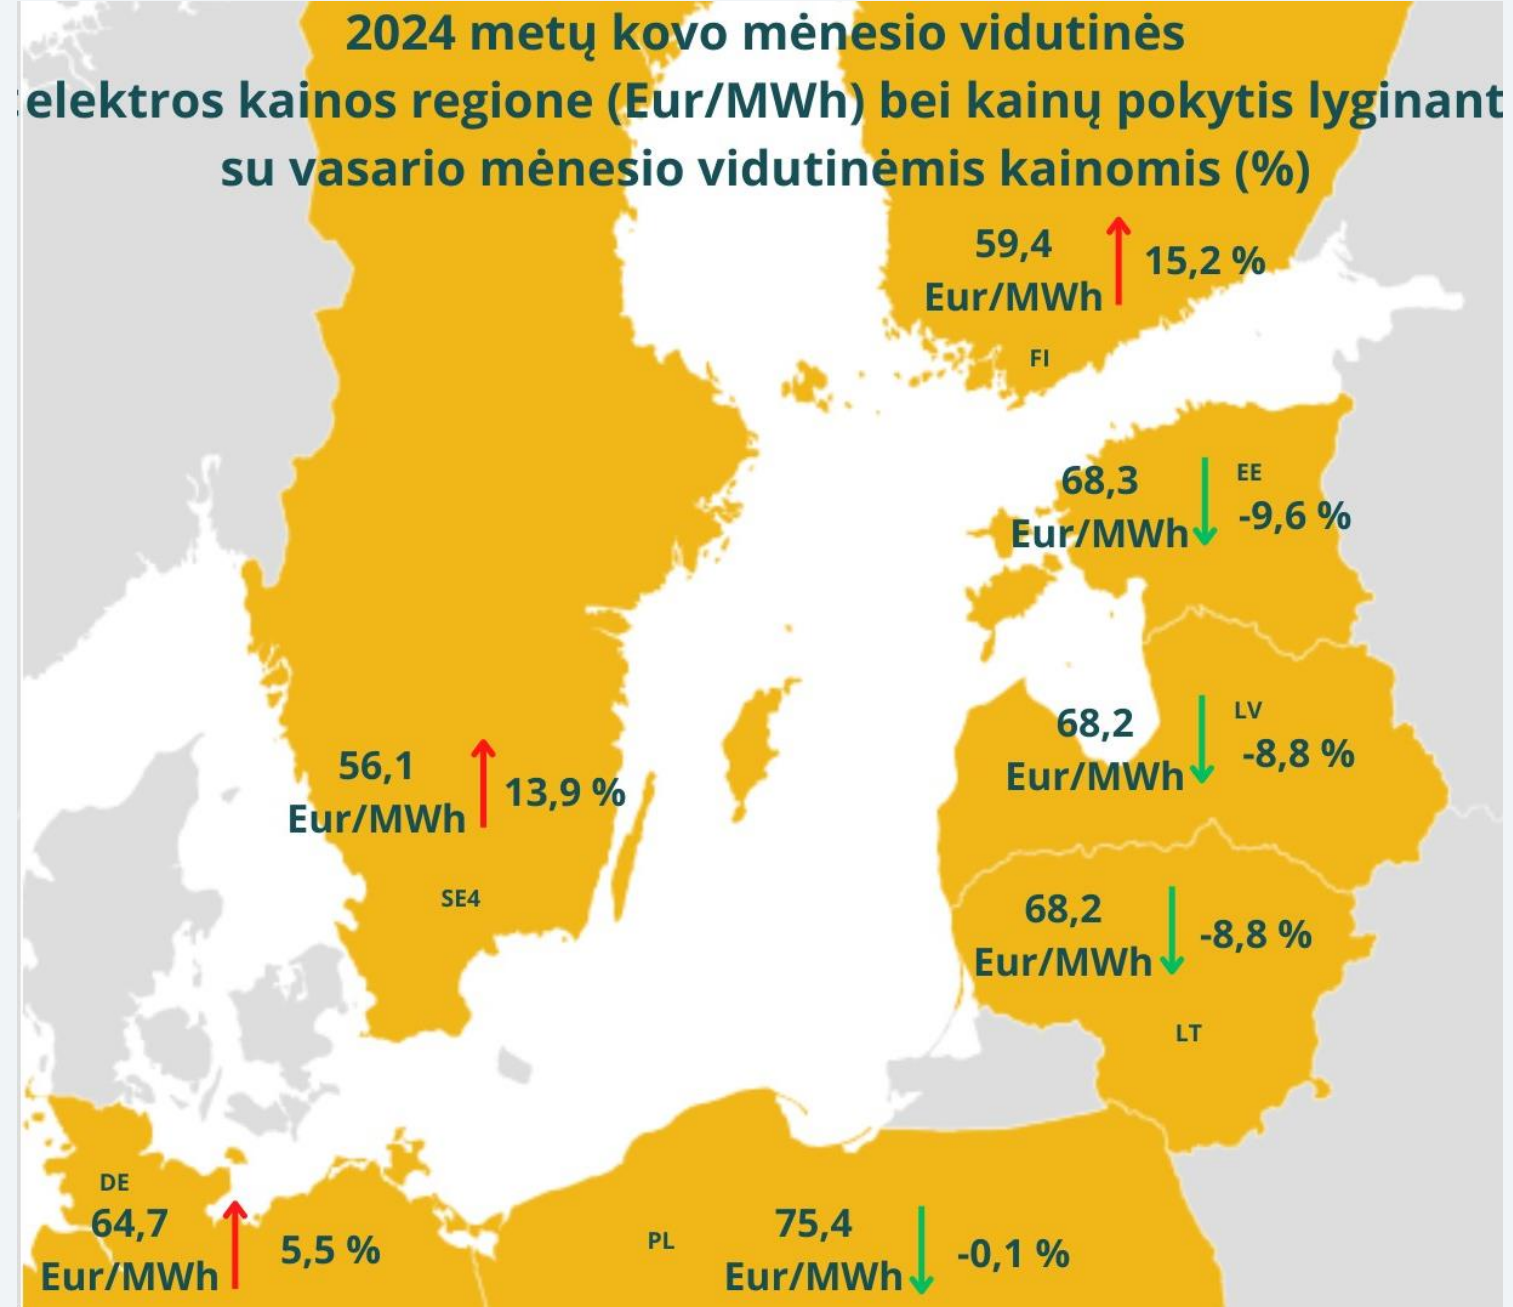 2024 metų kovo mėnesio vidutinės
elektros kainos regione (Eur/MWh) bei kainų pokytis lyginant
su vasario mėnesio vidutinėmis kainomis (%)
59,4
Eur/MWh
15,2 %
FI
68,3
Eur/MWh
EE
-9,6 %
68,2
Eur/MWh
LV
-8,8 %
56,1
Eur/MWh
13,9 %
SE4
68,2
Eur/MWh
-8,8 %
LT
DE
64,7
Eur/MWh
5,5 %
PL
75,4
Eur/MWh
-0,1 %